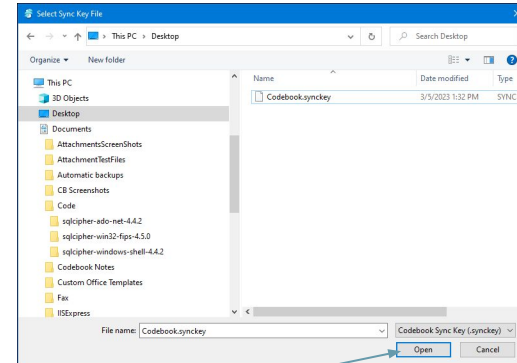 Select Sync Key File
This PC > Desktop
Search Desktop
Organize New folder
This PC
3D Objects
Desktop
Documents
AttachmentsScreenShots
AttachmentTestFiles
Automatic backups
CB Screenshots
Code
sqlcipher-ado-net-4.4.2
sqlcipher-win32-fips-4.5.0
sqlcipher-windows-shell-4.4.2
Codebook Notes
Custom Office Templates
Fax
IISExpress
Name Date modified Type
Codebook.synckey 3/5/2023 1:32 PM SYNC
File name: Codebook.synckey Codebook Sync Key (.synckey)
Open Cancel